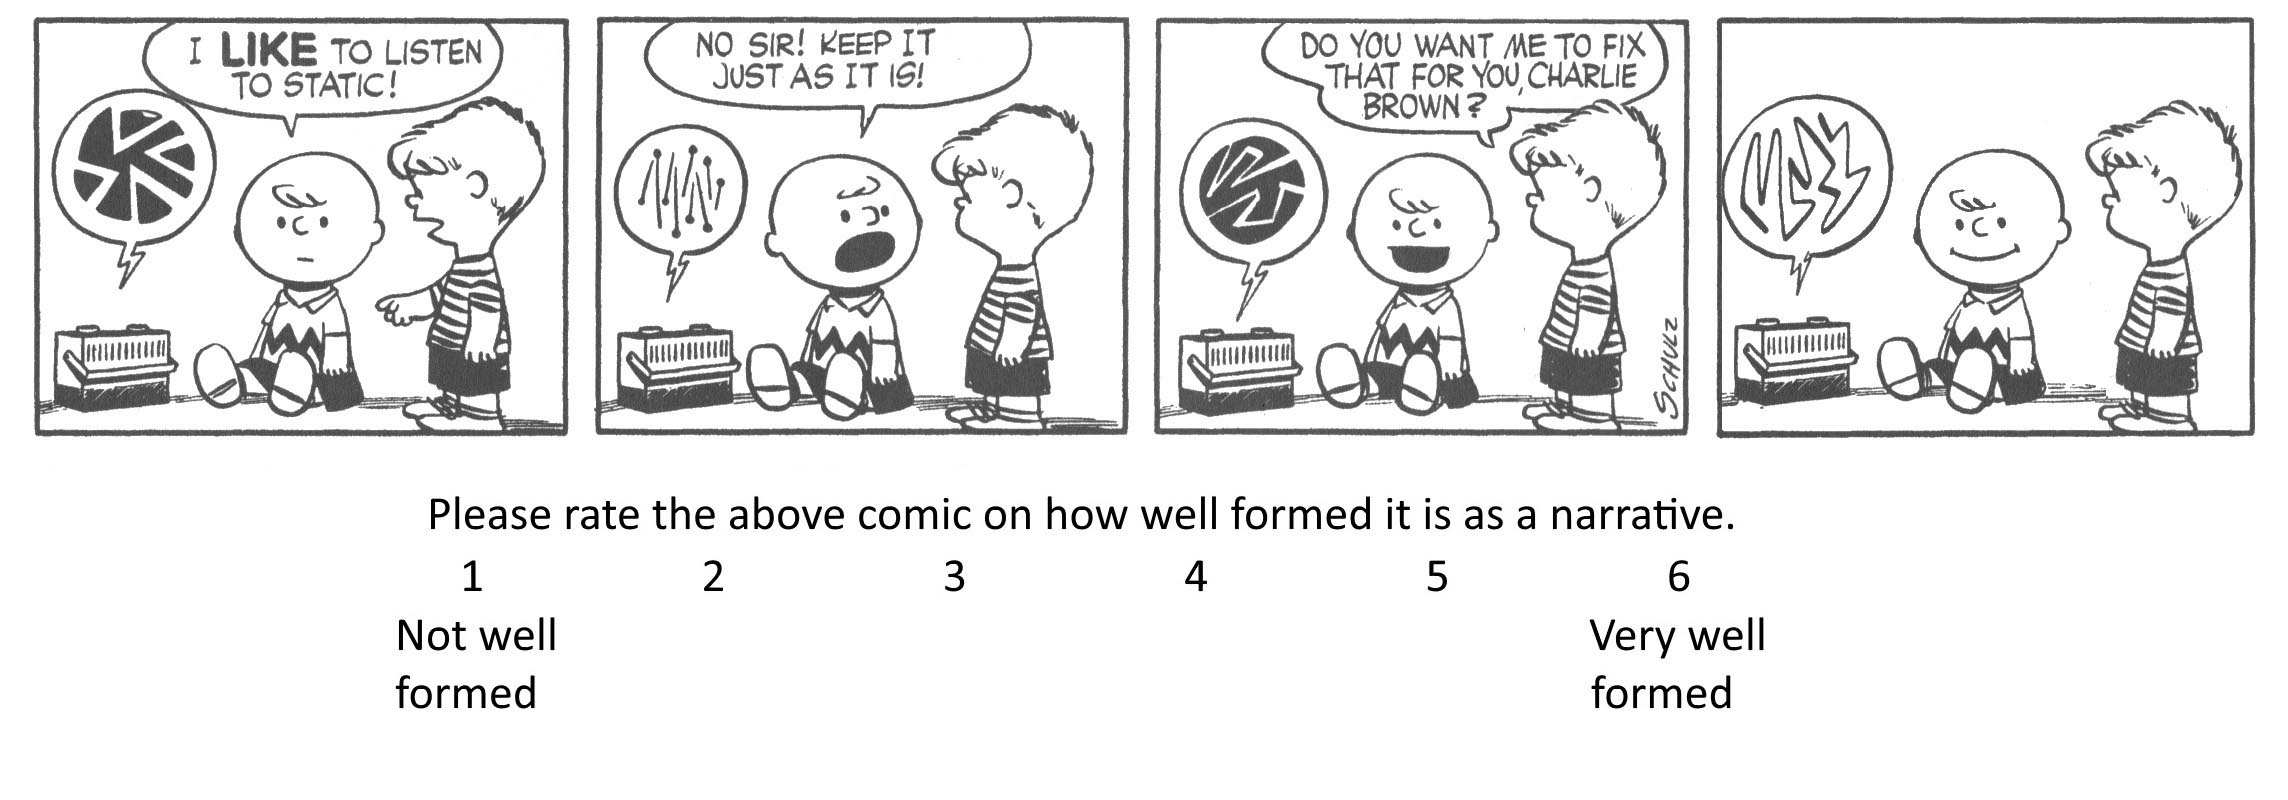 I LIKE TO LISTEN
TO STATIC!
NO SIR! KEEP IT
JUST AS IT IS!
DO YOU WANT ME TO FIX
THAT FOR YOU, CHARLIE
BROWN?
SCHULZ
Please rate the above comic on how well formed it is as a narrative.
1 2 3 4 5 6
Not well
formed
Very well
formed